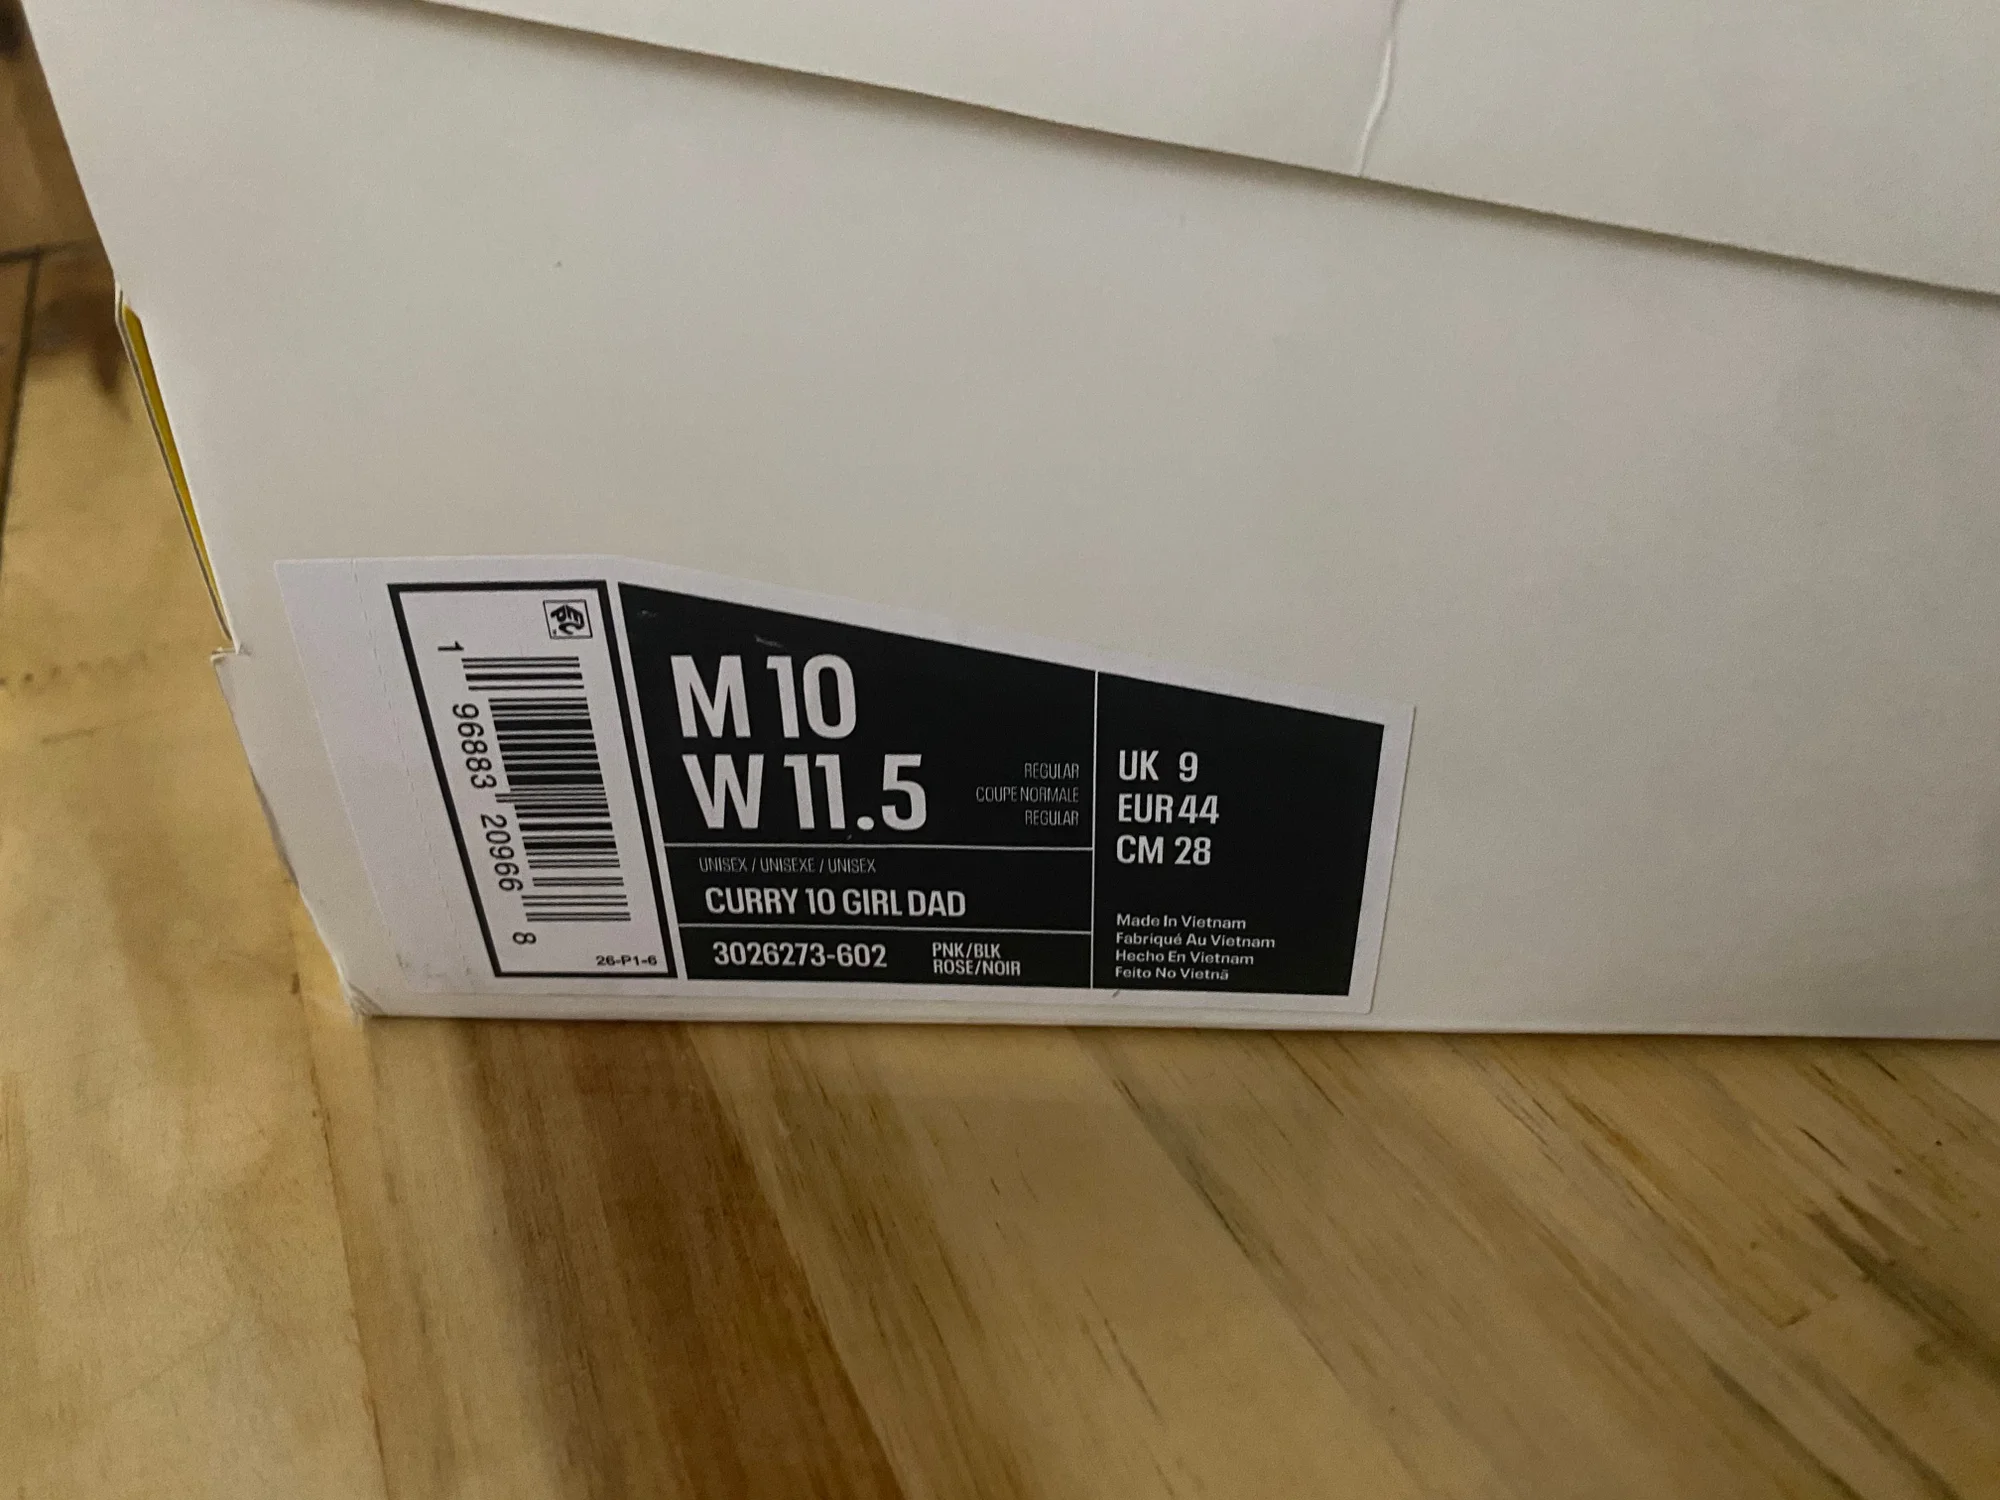 1 96883 20966 8
26-P1-6
M 10
W 11.5
REGULAR
COUPE NORMALE
REGULAR
UNISEX / UNISEXE / UNISEX
CURRY 10 GIRL DAD
3026273-602
PNK/BLK
ROSE/NOIR
UK 9
EUR 44
CM 28
Made In Vietnam
Fabriqué Au Vietnam
Hecho En Vietnam
Feito No Vietnã